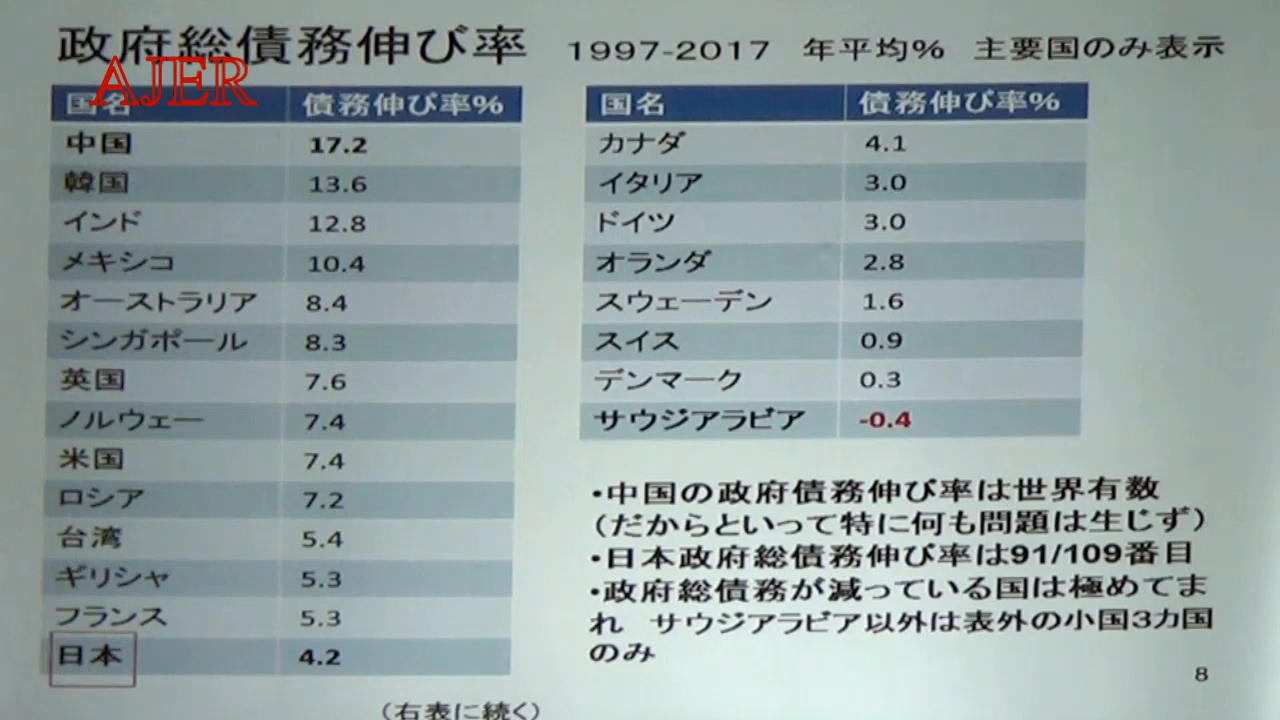 政府総債務伸び率 1997-2017 年平均% 主要国のみ表示
AJER
国名 債務伸び率%
中国 17.2
韓国 13.6
インド 12.8
メキシコ 10.4
オーストラリア 8.4
シンガポール 8.3
英国 7.6
ノルウェー 7.4
米国 7.4
ロシア 7.2
台湾 5.4
ギリシャ 5.3
フランス 5.3
日本 4.2
(右表に続く)
国名 債務伸び率%
カナダ 4.1
イタリア 3.0
ドイツ 3.0
オランダ 2.8
スウェーデン 1.6
スイス 0.9
デンマーク 0.3
サウジアラビア -0.4
・中国の政府債務伸び率は世界有数
(だからといって特に何も問題は生じず)
・日本政府総債務伸び率は91/109番目
・政府総債務が減っている国は極めてま
れ サウジアラビア以外は表外の小国3カ国
のみ
8